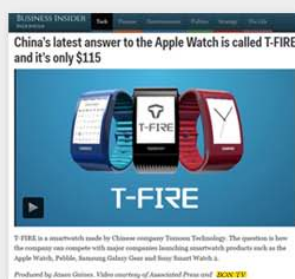 BUSINESS INSIDER
Tech
China's latest answer to the Apple Watch is called T-FIRE
and it's only $115
T-FIRE
T-FIRE
T-FIRE is a smartwatch made by Chinese company Tomoon Technology. The question is how
the company can compete with major companies launching smartwatch products such as the
Apple Watch, Pebble, Samsung Galaxy Gear and Sony Smart Watch 2.
Produced by Jason Gaines. Video courtesy of Associated Press and BON TV